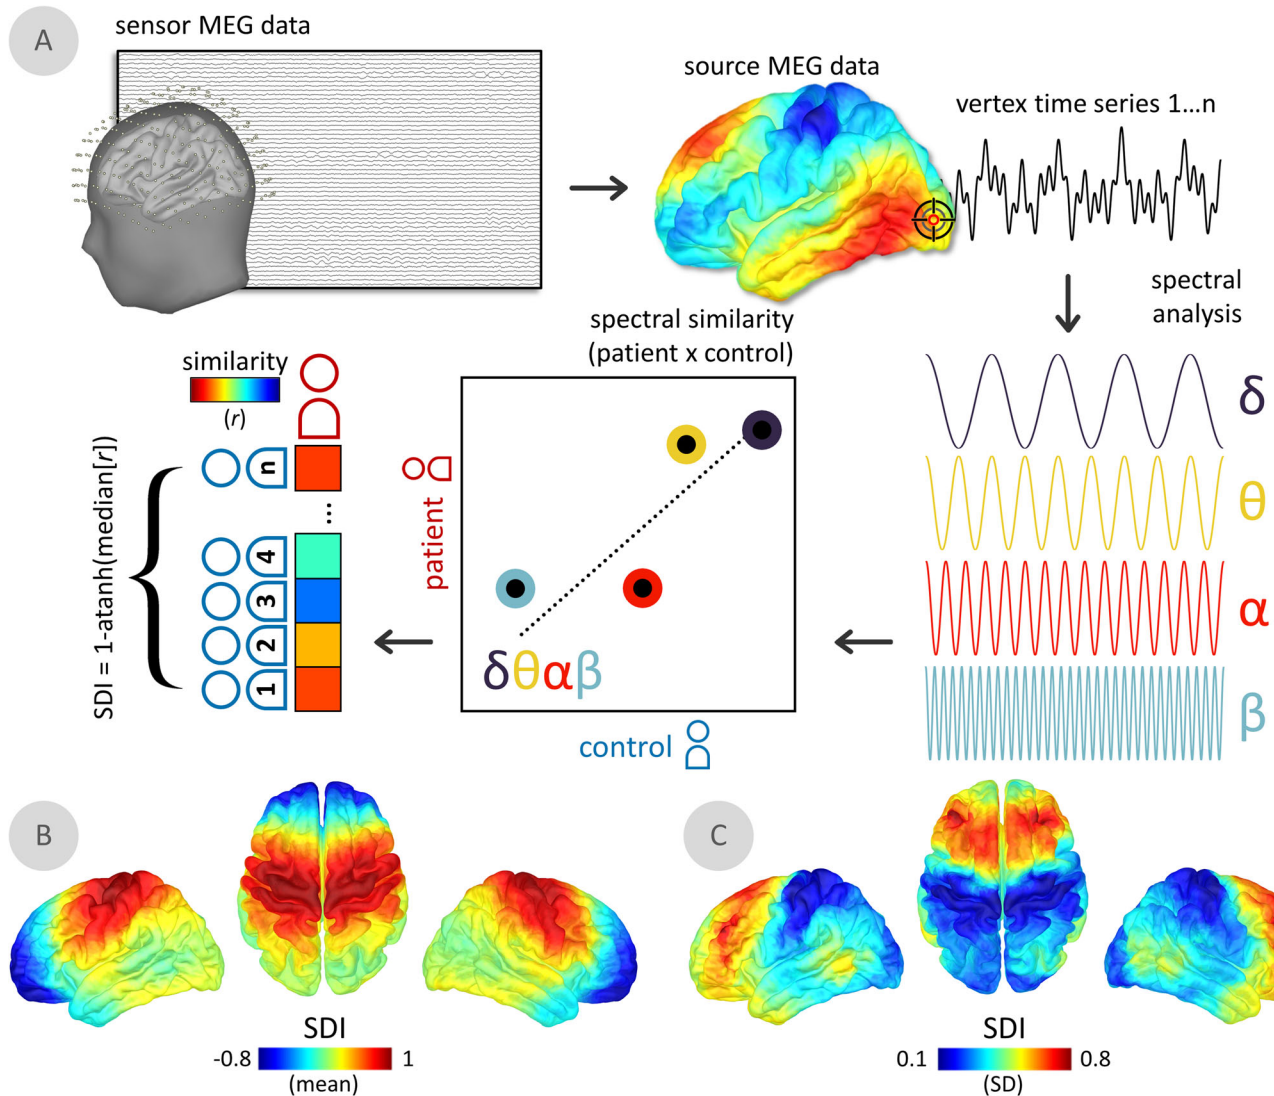 A
sensor MEG data
source MEG data
vertex time series 1...n
spectral
analysis
δ
θ
α
β
spectral similarity
(patient x control)
patient
δθαβ
control
similarity
(r)
n
...
4
3
2
1
SDI = 1-atanh(median[r])
B
SDI
-0.8 1
(mean)
C
SDI
0.1 0.8
(SD)